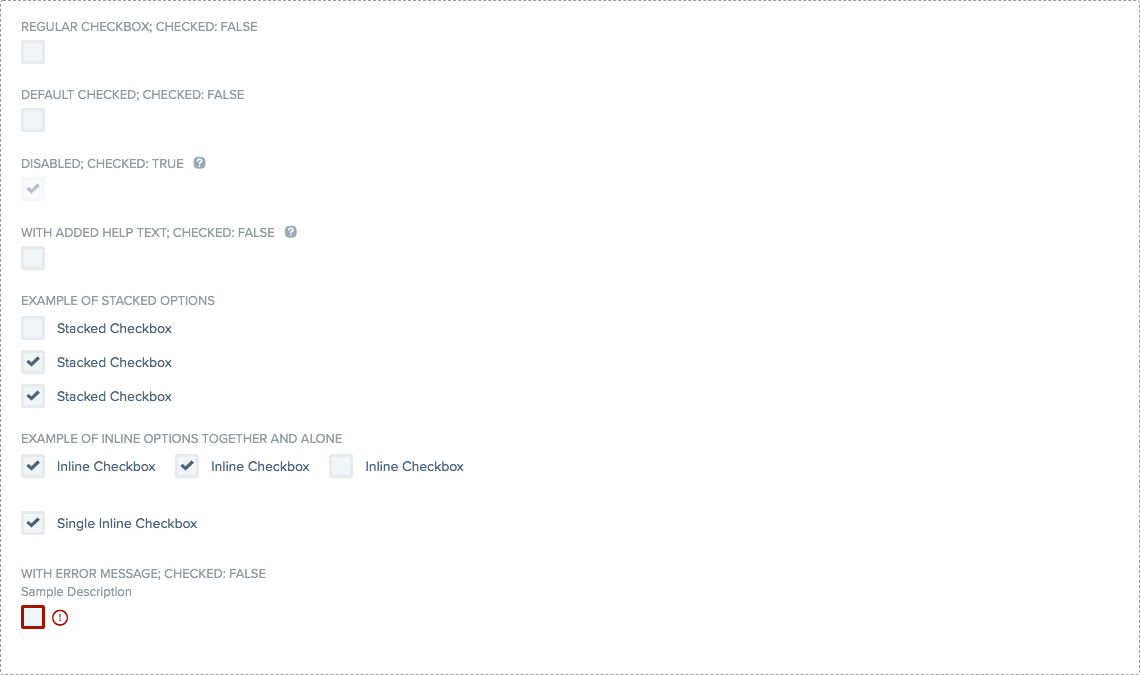 REGULAR CHECKBOX; CHECKED: FALSE
DEFAULT CHECKED; CHECKED: FALSE
DISABLED; CHECKED: TRUE ?
WITH ADDED HELP TEXT; CHECKED: FALSE ?
EXAMPLE OF STACKED OPTIONS
Stacked Checkbox
Stacked Checkbox
Stacked Checkbox
EXAMPLE OF INLINE OPTIONS TOGETHER AND ALONE
Inline Checkbox Inline Checkbox Inline Checkbox
Single Inline Checkbox
WITH ERROR MESSAGE; CHECKED: FALSE
Sample Description
!